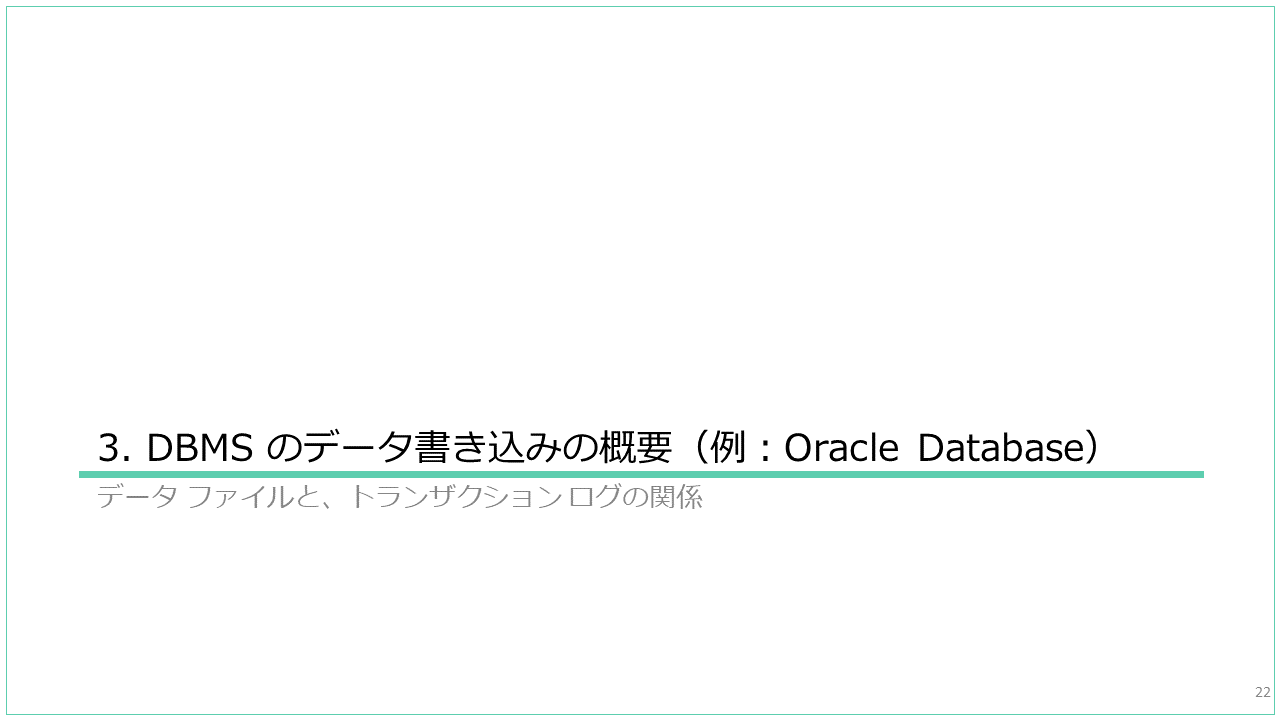 3. DBMS のデータ書き込みの概要（例：Oracle Database）
データ ファイルと、トランザクション ログの関係
22